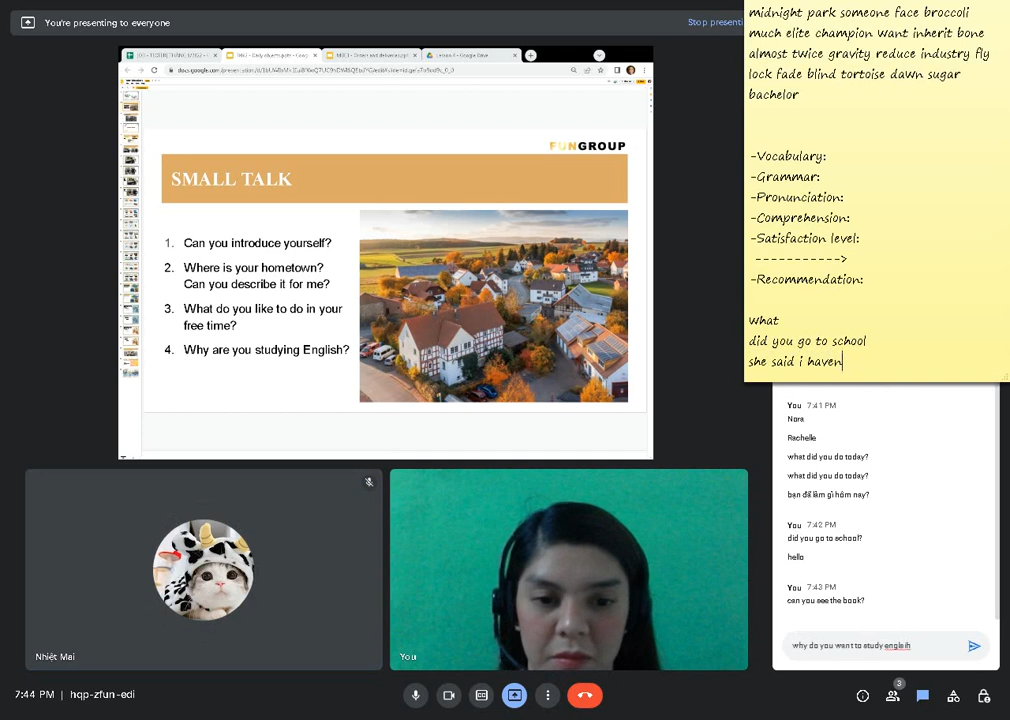 You're presenting to everyone
Stop presenti
midnight park someone face broccoli
much elite champion want inherit bone
almost twice gravity reduce industry fly
lock fade blind tortoise dawn sugar
bachelor
-Vocabulary:
-Grammar:
-Pronunciation:
-Comprehension:
-Satisfaction level:
----------->
-Recommendation:
What
did you go to school
she said i haven
FUNGROUP
SMALL TALK
1. Can you introduce yourself?
2. Where is your hometown?
Can you describe it for me?
3. What do you like to do in your
free time?
4. Why are you studying English?
You 7:41 PM
Nora
Rachelle
what did you do today?
what did you do today?
bạn đã làm gì hôm nay?
You 7:42 PM
did you go to school?
hello
You 7:43 PM
can you see the book?
why do you want to study
Nhiệt Mai
You
7:44 PM | hqp-zfun-edi
3